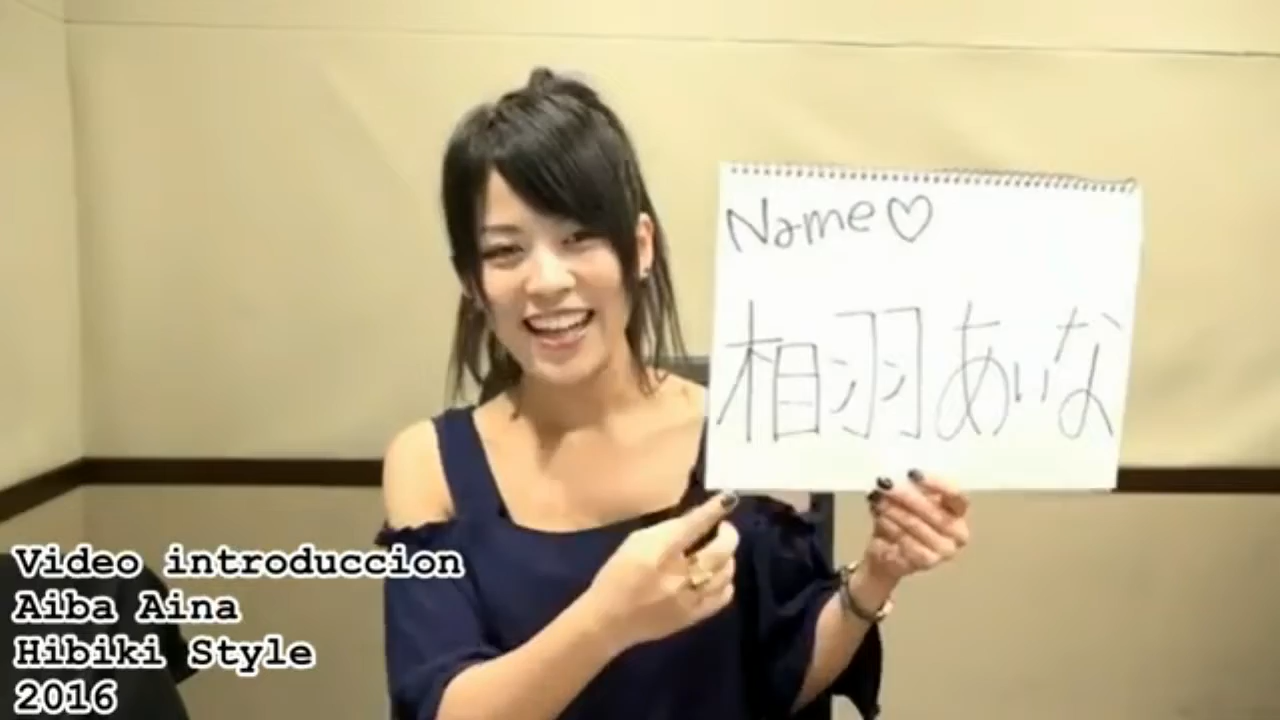 Name♡
相羽あいな
Video introduccion
Aiba Aina
Hibiki Style
2016